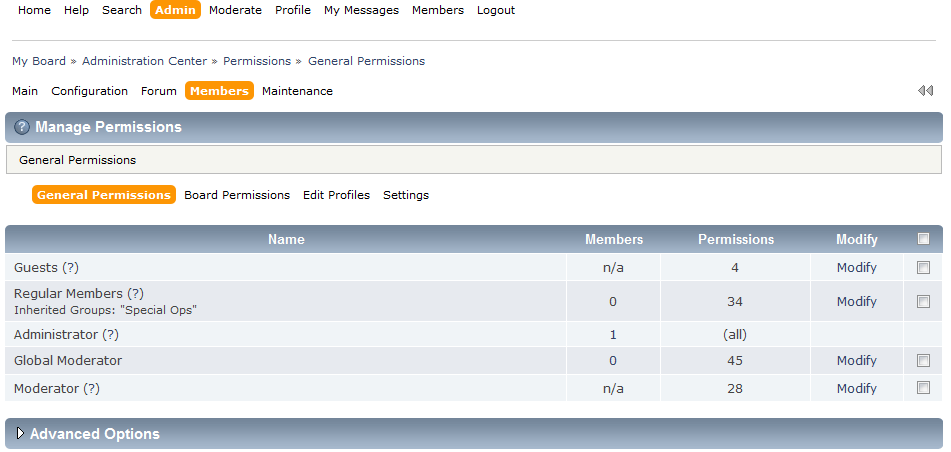 Home Help Search Admin Moderate Profile My Messages Members Logout
My Board » Administration Center » Permissions » General Permissions
Main Configuration Forum Members Maintenance
? Manage Permissions
General Permissions
General Permissions Board Permissions Edit Profiles Settings
Name Members Permissions Modify
Guests (?) n/a 4 Modify
Regular Members (?) 0 34 Modify
Inherited Groups: "Special Ops"
Administrator (?) 1 (all)
Global Moderator 0 45 Modify
Moderator (?) n/a 28 Modify
Advanced Options